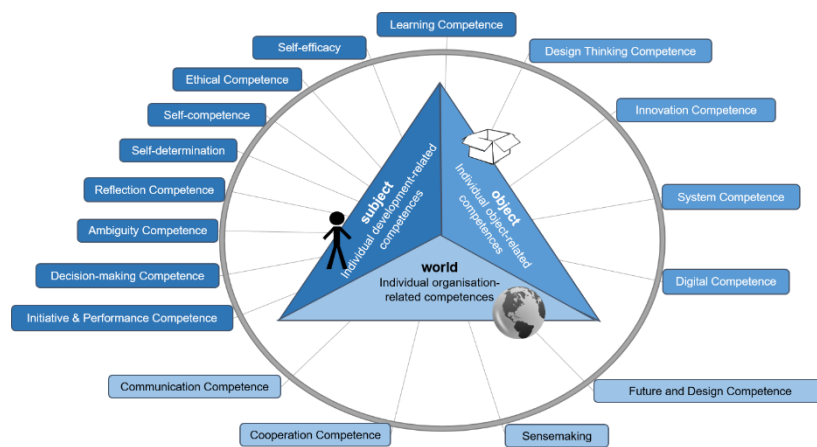 Learning Competence
Self-efficacy
Design Thinking Competence
Ethical Competence
Innovation Competence
Self-competence
Self-determination
Reflection Competence
System Competence
Ambiguity Competence
Decision-making Competence
Digital Competence
Initiative & Performance Competence
subject
Individual development-related
competences
object
Individual object-related
competences
world
Individual organisation-
related competences
Communication Competence
Future and Design Competence
Cooperation Competence
Sensemaking